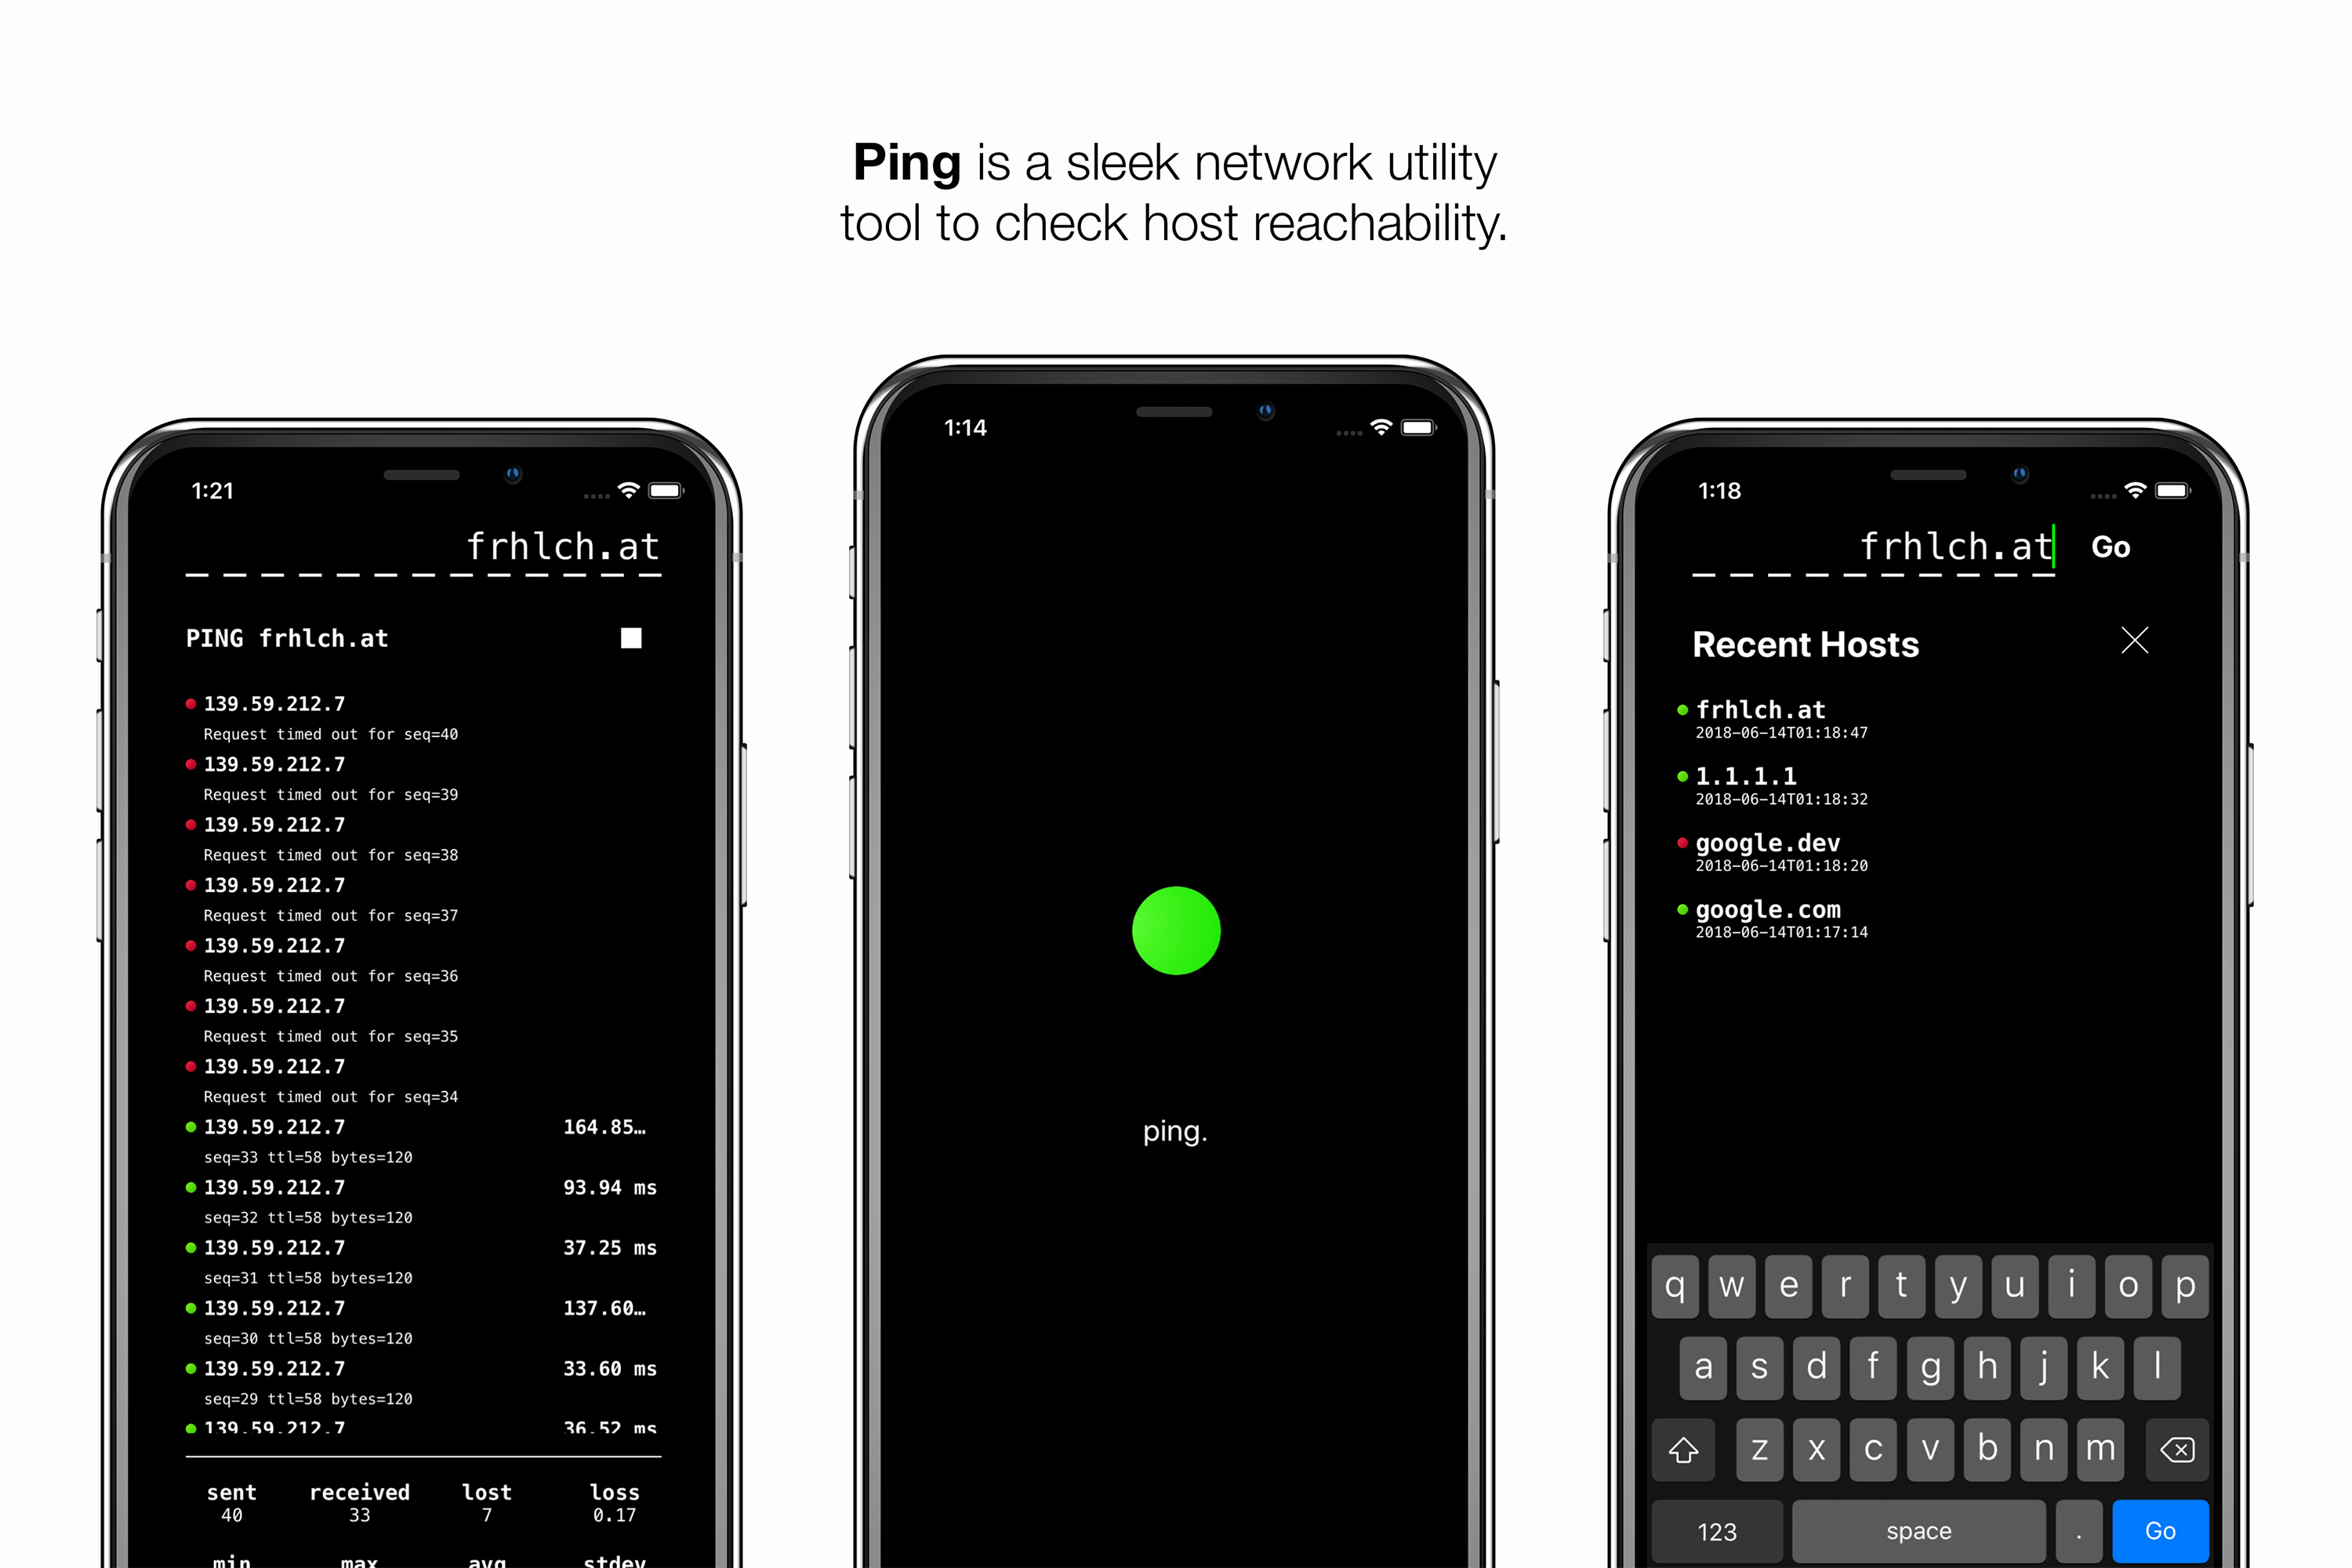 Ping is a sleek network utility
tool to check host reachability.
1:21
frhlch.at
PING frhlch.at
139.59.212.7
Request timed out for seq=40
139.59.212.7
Request timed out for seq=39
139.59.212.7
Request timed out for seq=38
139.59.212.7
Request timed out for seq=37
139.59.212.7
Request timed out for seq=36
139.59.212.7
Request timed out for seq=35
139.59.212.7
Request timed out for seq=34
139.59.212.7 164.85…
seq=33 ttl=58 bytes=120
139.59.212.7 93.94 ms
seq=32 ttl=58 bytes=120
139.59.212.7 37.25 ms
seq=31 ttl=58 bytes=120
139.59.212.7 137.60…
seq=30 ttl=58 bytes=120
139.59.212.7 33.60 ms
seq=29 ttl=58 bytes=120
139.59.212.7 36.52 ms
sent received lost loss
40 33 7 0.17
min max avg stdev
1:14
ping.
1:18
frhlch.at Go
Recent Hosts
frhlch.at
2018-06-14T01:18:47
1.1.1.1
2018-06-14T01:18:32
google.dev
2018-06-14T01:18:20
google.com
2018-06-14T01:17:14
q w e r t y u i o p
a s d f g h j k l
z x c v b n m
123 space . Go